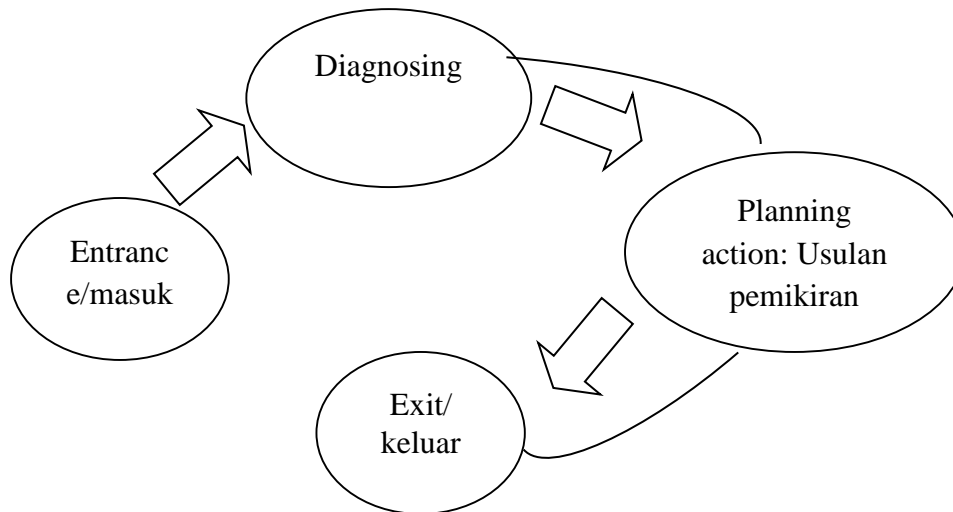 Diagnosing
Entranc
e/masuk
Planning
action: Usulan
pemikiran
Exit/
keluar